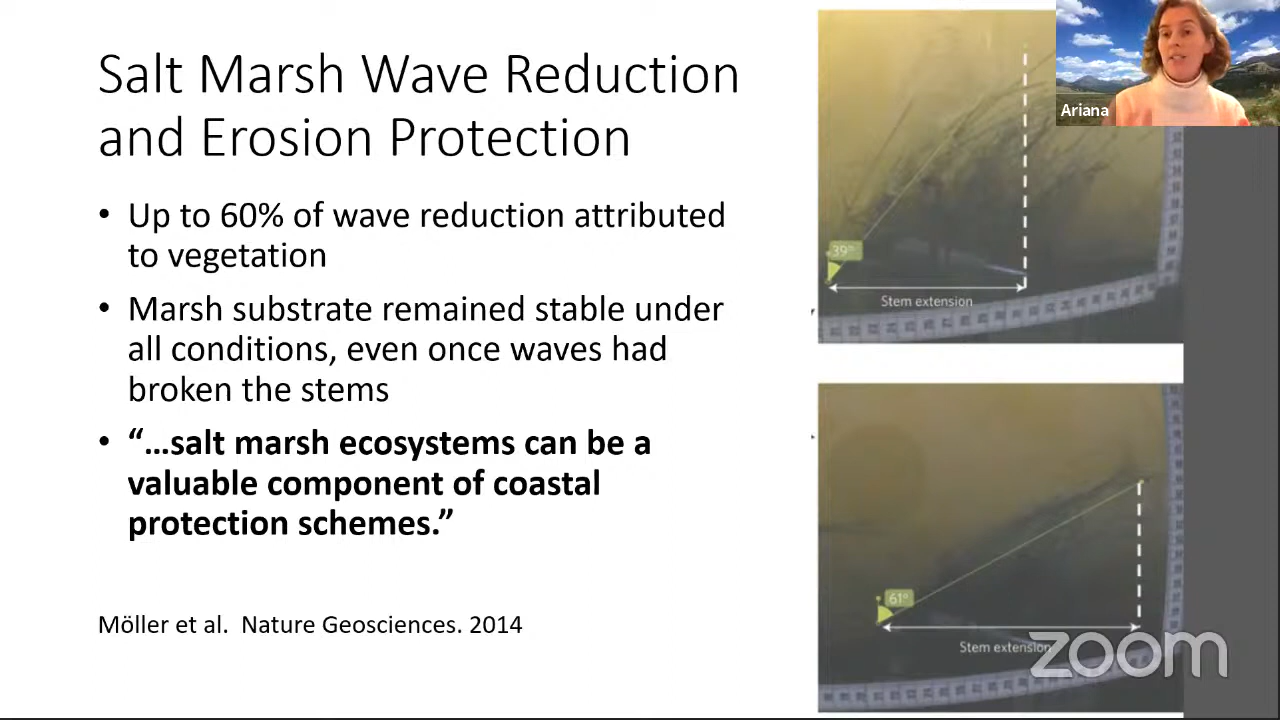 Salt Marsh Wave Reduction
and Erosion Protection
• Up to 60% of wave reduction attributed
to vegetation
• Marsh substrate remained stable under
all conditions, even once waves had
broken the stems
• “…salt marsh ecosystems can be a
valuable component of coastal
protection schemes.”
Möller et al. Nature Geosciences. 2014
Ariana
39°
Stem extension
61°
Stem extension
zoom